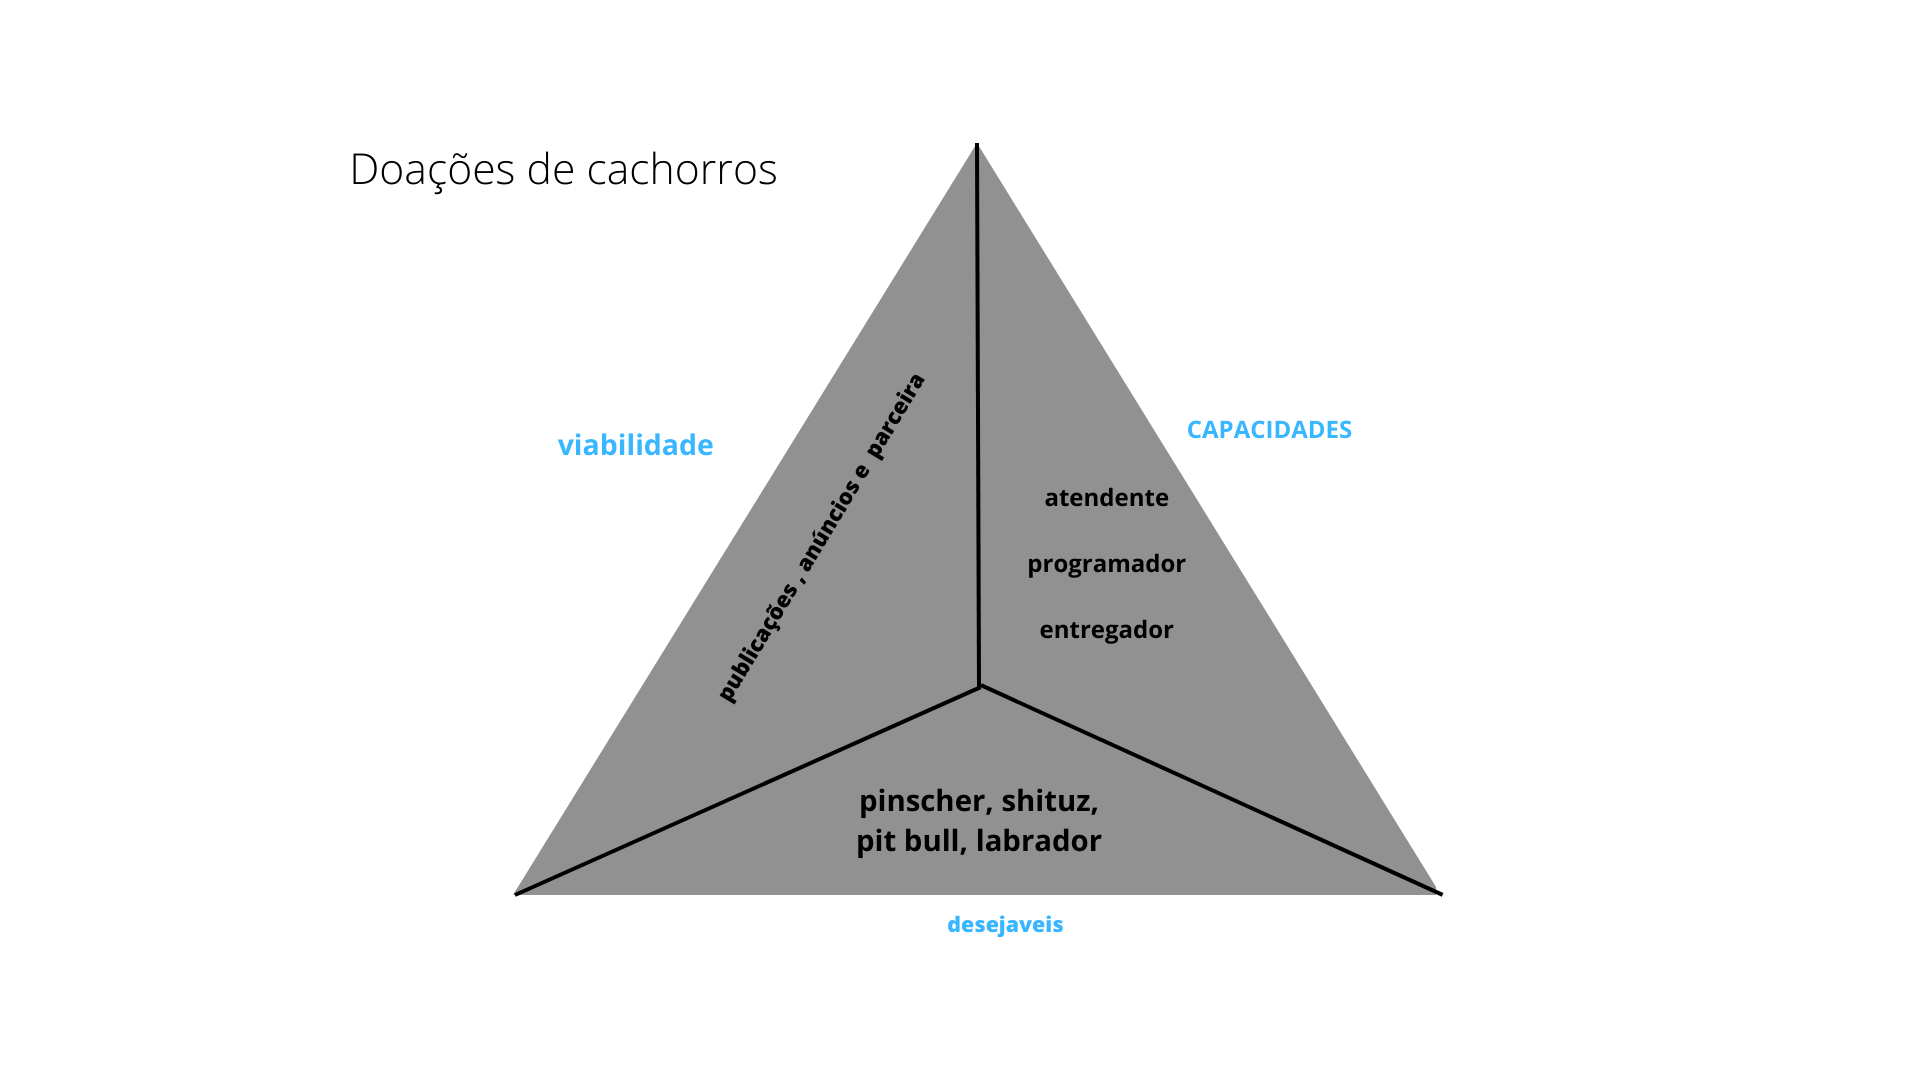 Doações de cachorros
viabilidade
publicações , anúncios e parceira
CAPACIDADES
atendente
programador
entregador
pinscher, shituz,
pit bull, labrador
desejaveis